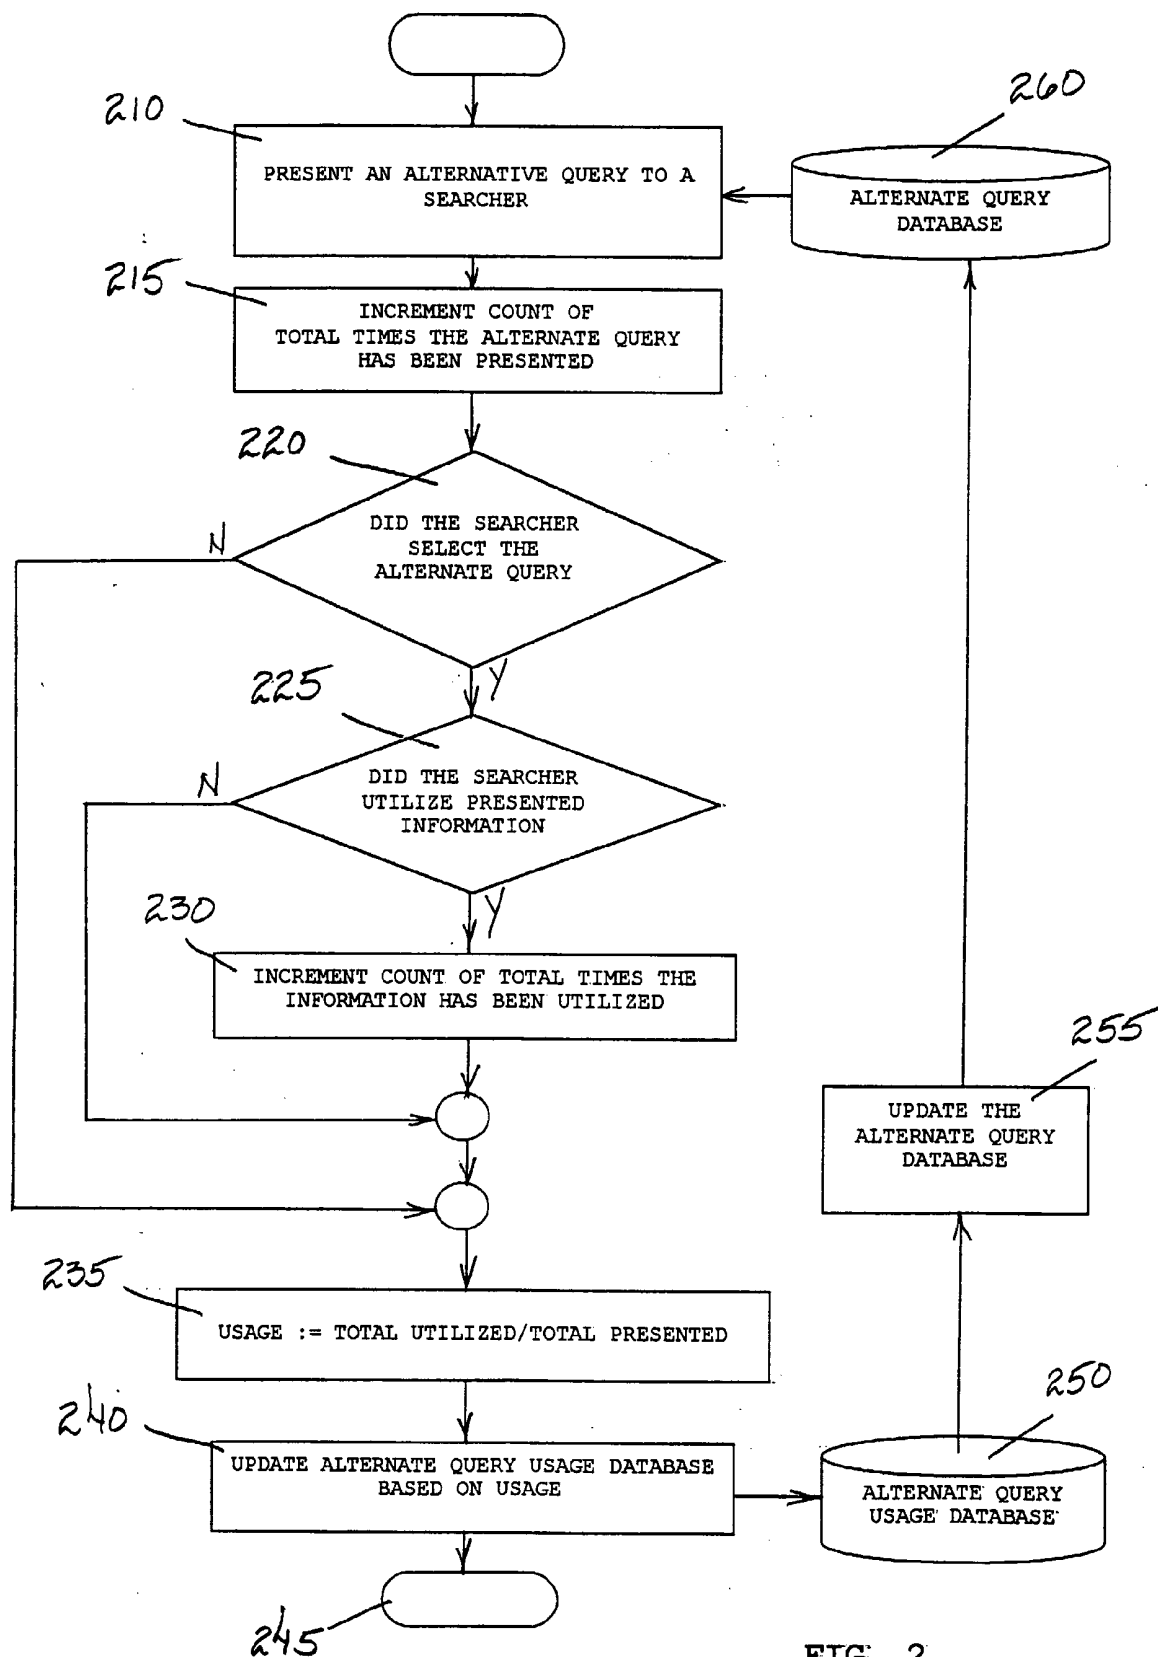 210
260
PRESENT AN ALTERNATIVE QUERY TO A
SEARCHER
ALTERNATE QUERY
DATABASE
215
INCREMENT COUNT OF
TOTAL TIMES THE ALTERNATE QUERY
HAS BEEN PRESENTED
220
DID THE SEARCHER
SELECT THE
ALTERNATE QUERY
N
Y
225
DID THE SEARCHER
UTILIZE PRESENTED
INFORMATION
N
Y
230
INCREMENT COUNT OF TOTAL TIMES THE
INFORMATION HAS BEEN UTILIZED
255
UPDATE THE
ALTERNATE QUERY
DATABASE
235
USAGE := TOTAL UTILIZED/TOTAL PRESENTED
240
UPDATE ALTERNATE QUERY USAGE DATABASE
BASED ON USAGE
250
ALTERNATE QUERY
USAGE DATABASE
245
FIG. 2